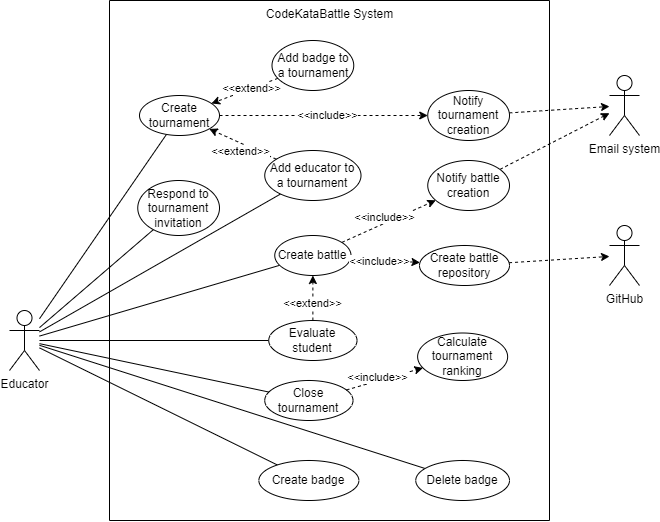 CodeKataBattle System
Add badge to
a tournament
<<extend>>
Create
tournament
<<include>>
Notify
tournament
creation
Email system
<<extend>>
Add educator to
a tournament
Notify battle
creation
Respond to
tournament
invitation
<<include>>
Create battle
<<include>>
Create battle
repository
GitHub
<<extend>>
Evaluate
student
Calculate
tournament
ranking
Educator
<<include>>
Close
tournament
Create badge
Delete badge